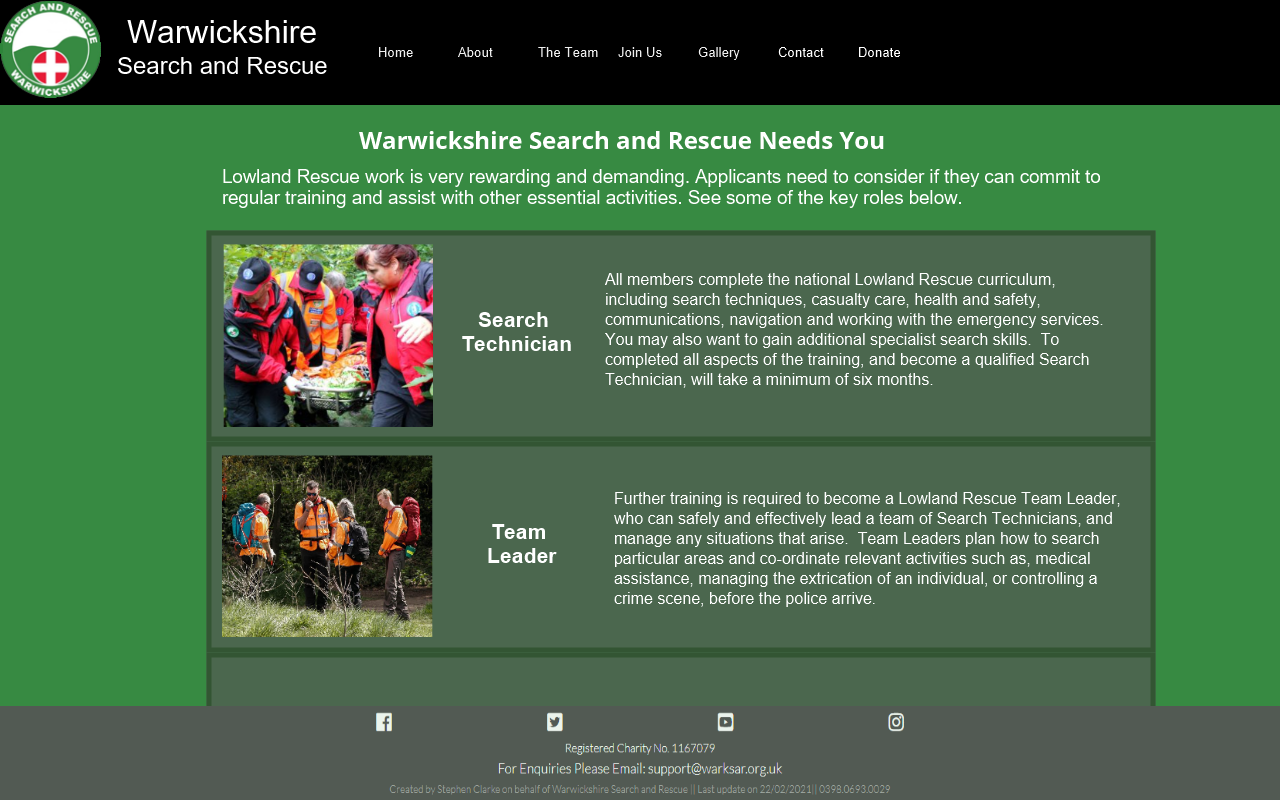 SEARCH AND RESCUE
WARWICKSHIRE
Warwickshire
Search and Rescue
Home About The Team Join Us Gallery Contact Donate
Warwickshire Search and Rescue Needs You
Lowland Rescue work is very rewarding and demanding. Applicants need to consider if they can commit to
regular training and assist with other essential activities. See some of the key roles below.
Search
Technician
All members complete the national Lowland Rescue curriculum,
including search techniques, casualty care, health and safety,
communications, navigation and working with the emergency services.
You may also want to gain additional specialist search skills.  To
completed all aspects of the training, and become a qualified Search
Technician, will take a minimum of six months.
Team
Leader
Further training is required to become a Lowland Rescue Team Leader,
who can safely and effectively lead a team of Search Technicians, and
manage any situations that arise.  Team Leaders plan how to search
particular areas and co-ordinate relevant activities such as, medical
assistance, managing the extrication of an individual, or controlling a
crime scene, before the police arrive.
Registered Charity No. 1167079
For Enquiries Please Email: support@warksar.org.uk
Created by Stephen Clarke on behalf of Warwickshire Search and Rescue || Last update on 22/02/2021|| 0398.0693.0029